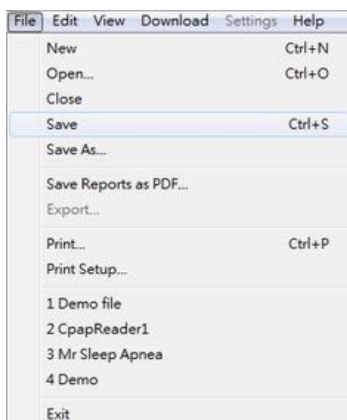 File Edit View Download Settings Help
New Ctrl+N
Open... Ctrl+O
Close
Save Ctrl+S
Save As...
Save Reports as PDF...
Export...
Print... Ctrl+P
Print Setup...
1 Demo file
2 CpapReader1
3 Mr Sleep Apnea
4 Demo
Exit